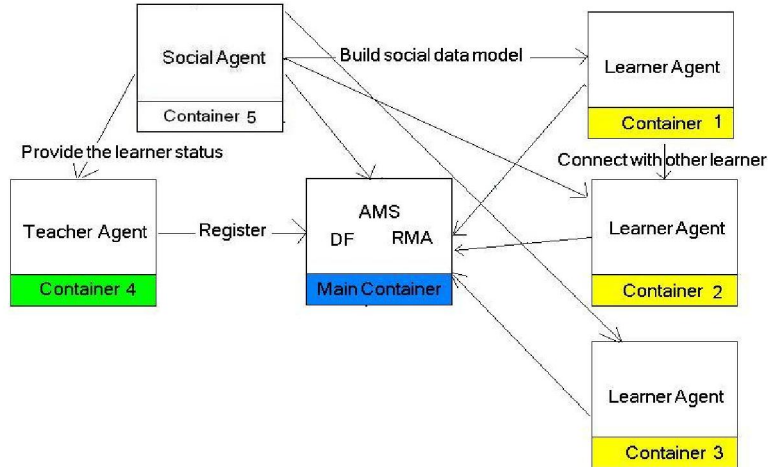 Social Agent
Container 5
Build social data model
Learner Agent
Container 1
Provide the learner status
Connect with other learner
Teacher Agent
Container 4
Register
AMS
DF RMA
Main Container
Learner Agent
Container 2
Learner Agent
Container 3